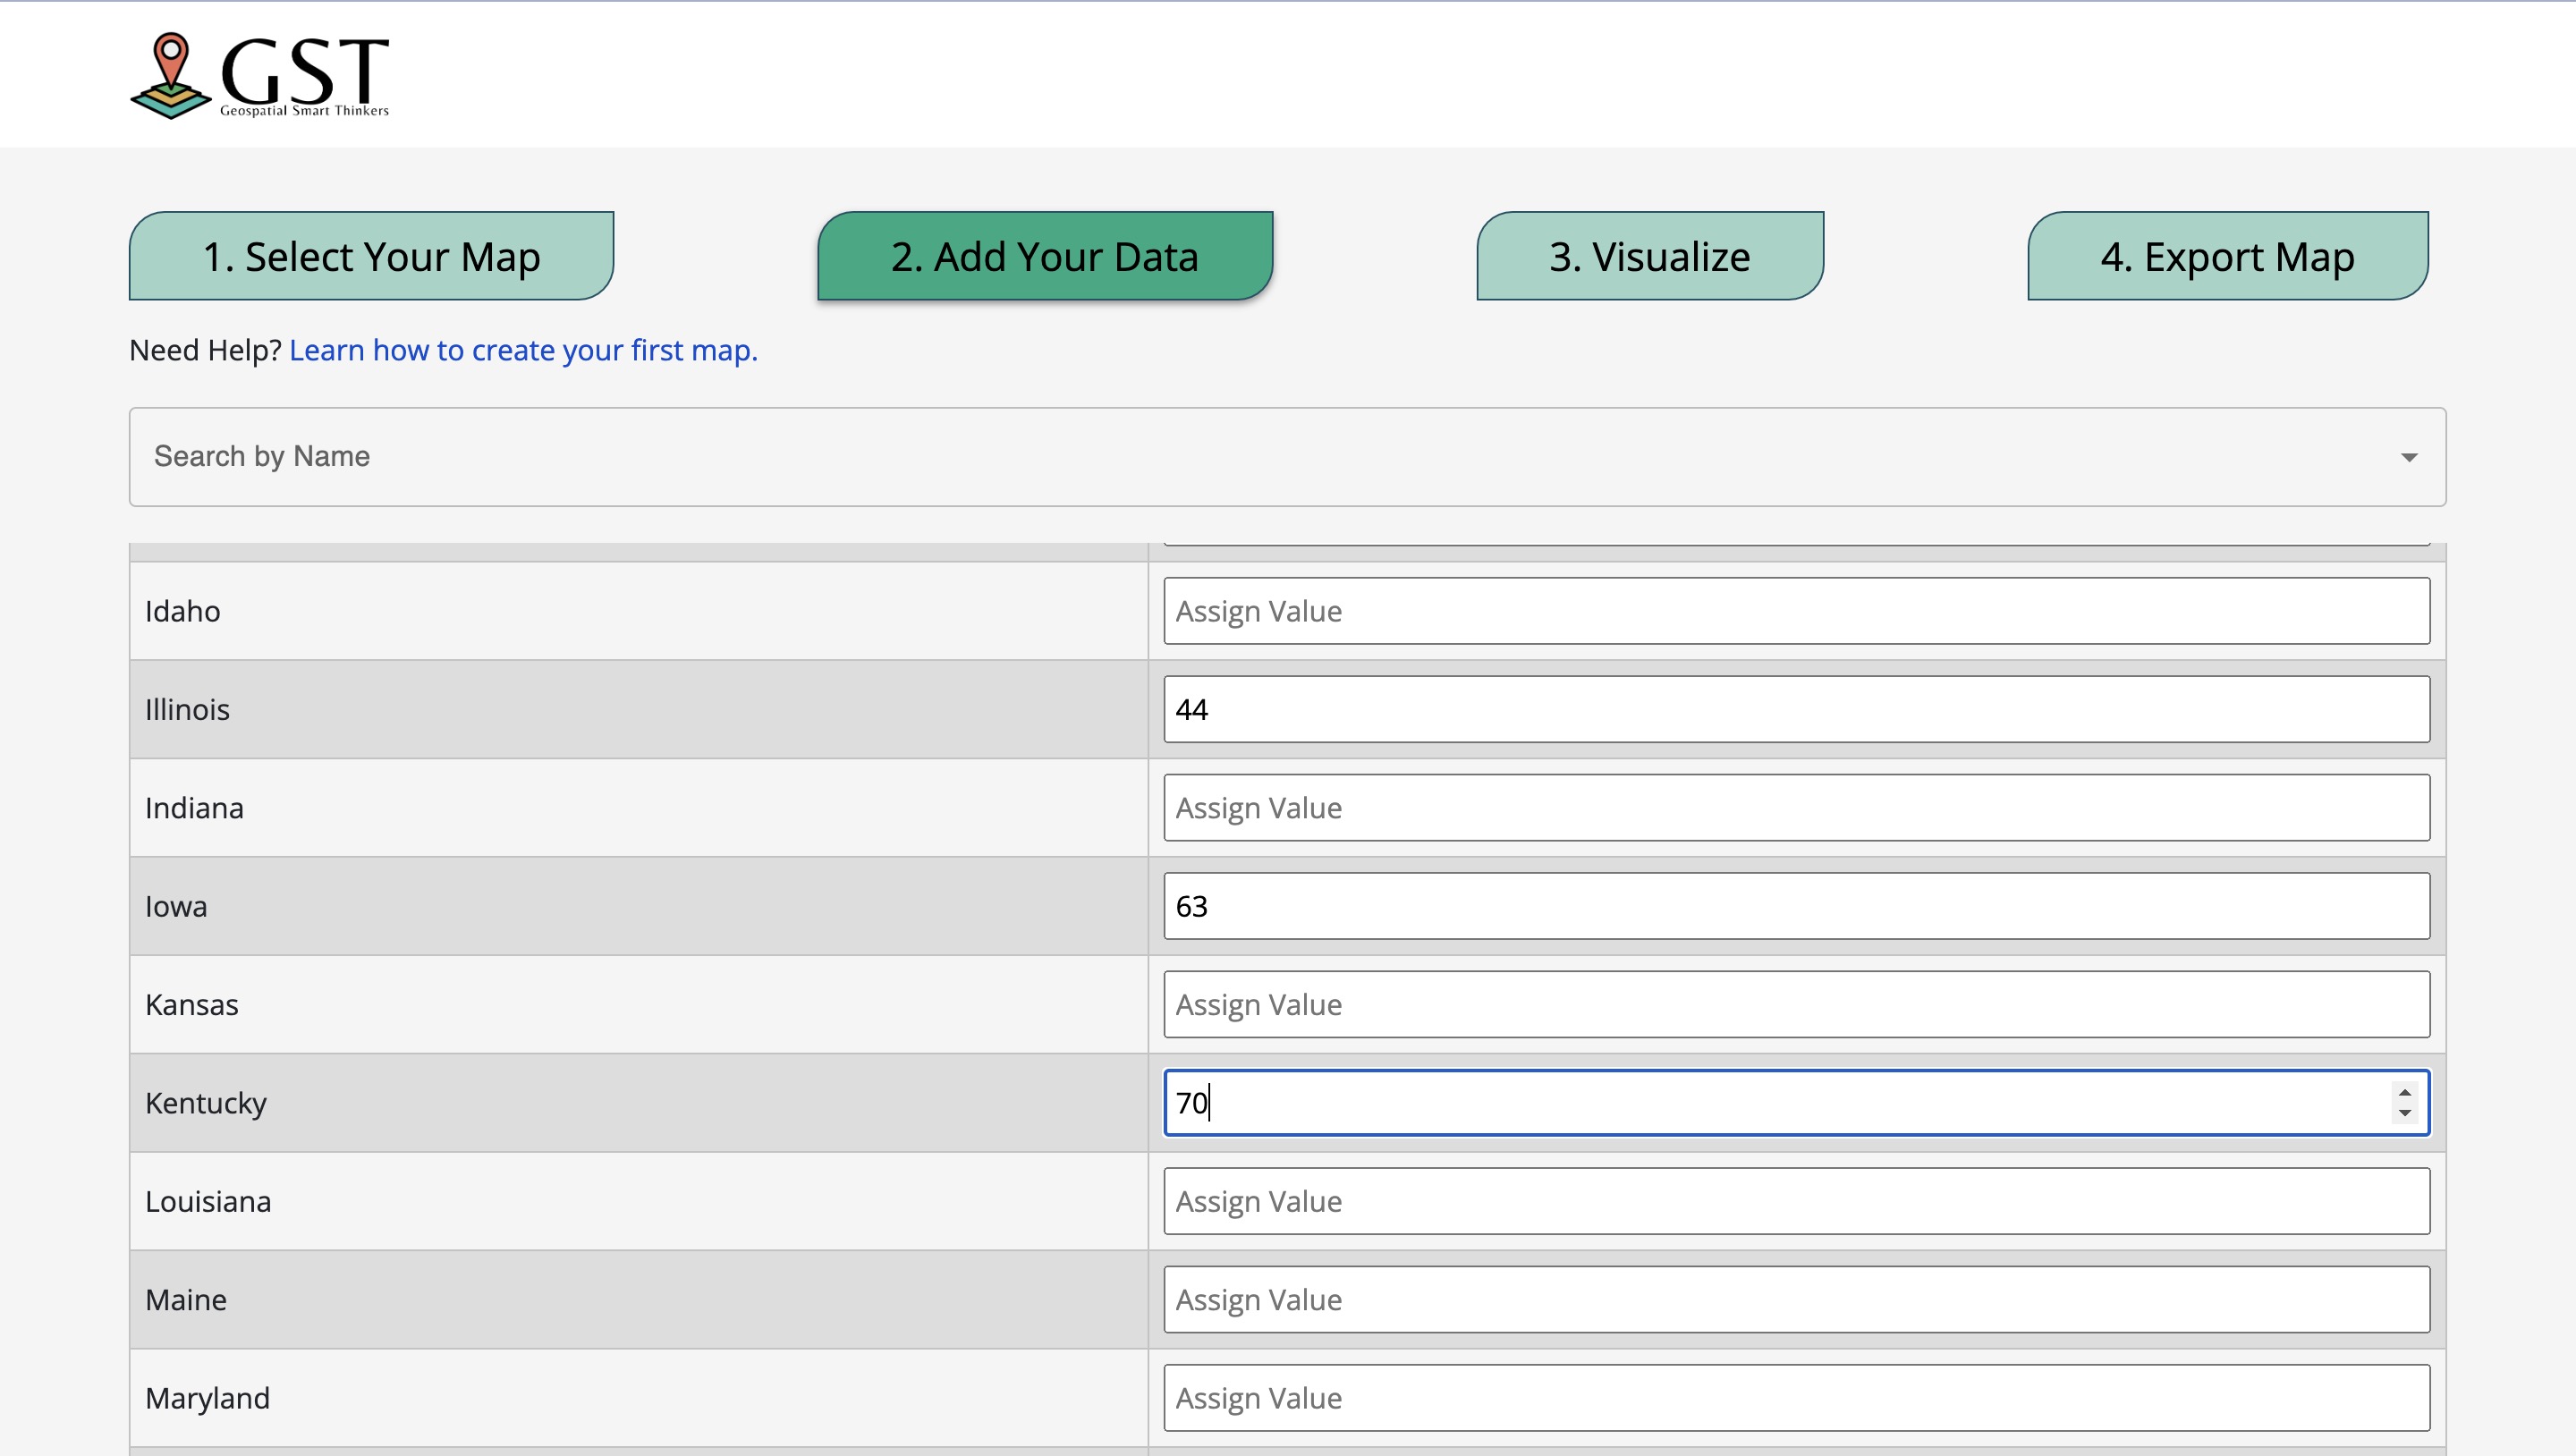 GST
Geospatial Smart Thinkers
1. Select Your Map
2. Add Your Data
3. Visualize
4. Export Map
Need Help? Learn how to create your first map.
Search by Name
Idaho Assign Value
Illinois 44
Indiana Assign Value
Iowa 63
Kansas Assign Value
Kentucky 70
Louisiana Assign Value
Maine Assign Value
Maryland Assign Value